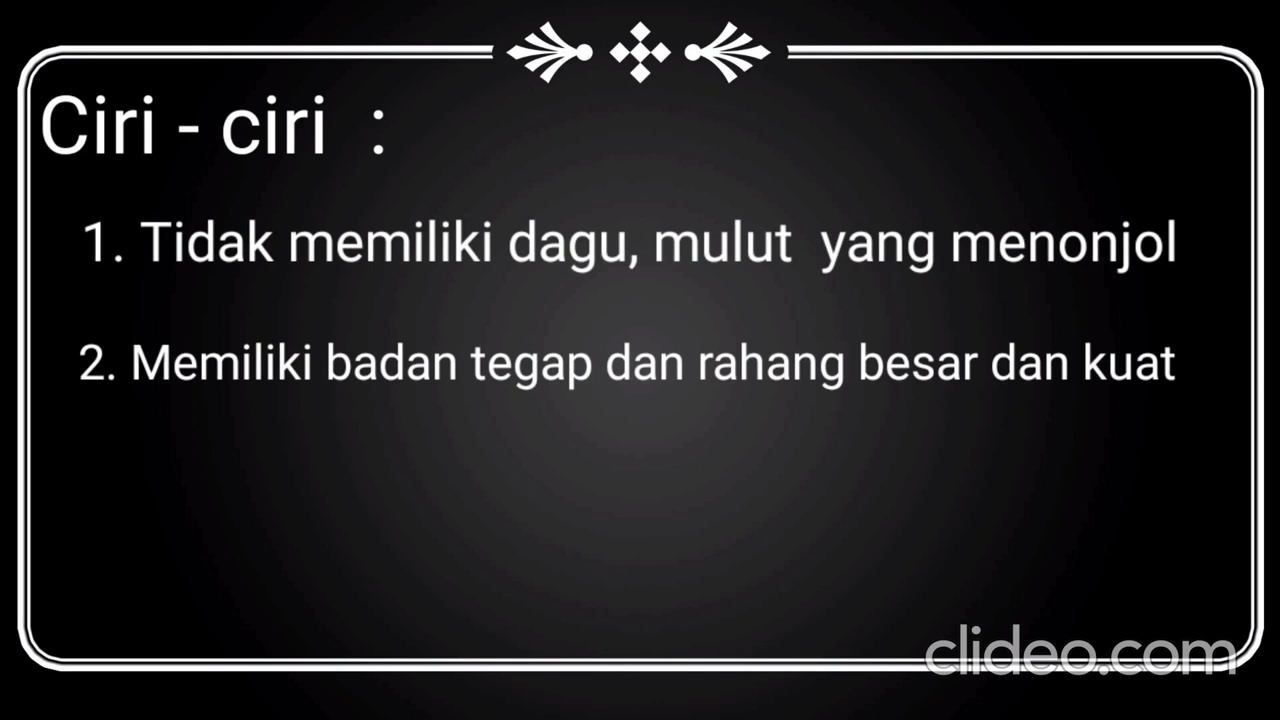 Ciri - ciri  :
1. Tidak memiliki dagu, mulut  yang menonjol
2. Memiliki badan tegap dan rahang besar dan kuat
clideo.com